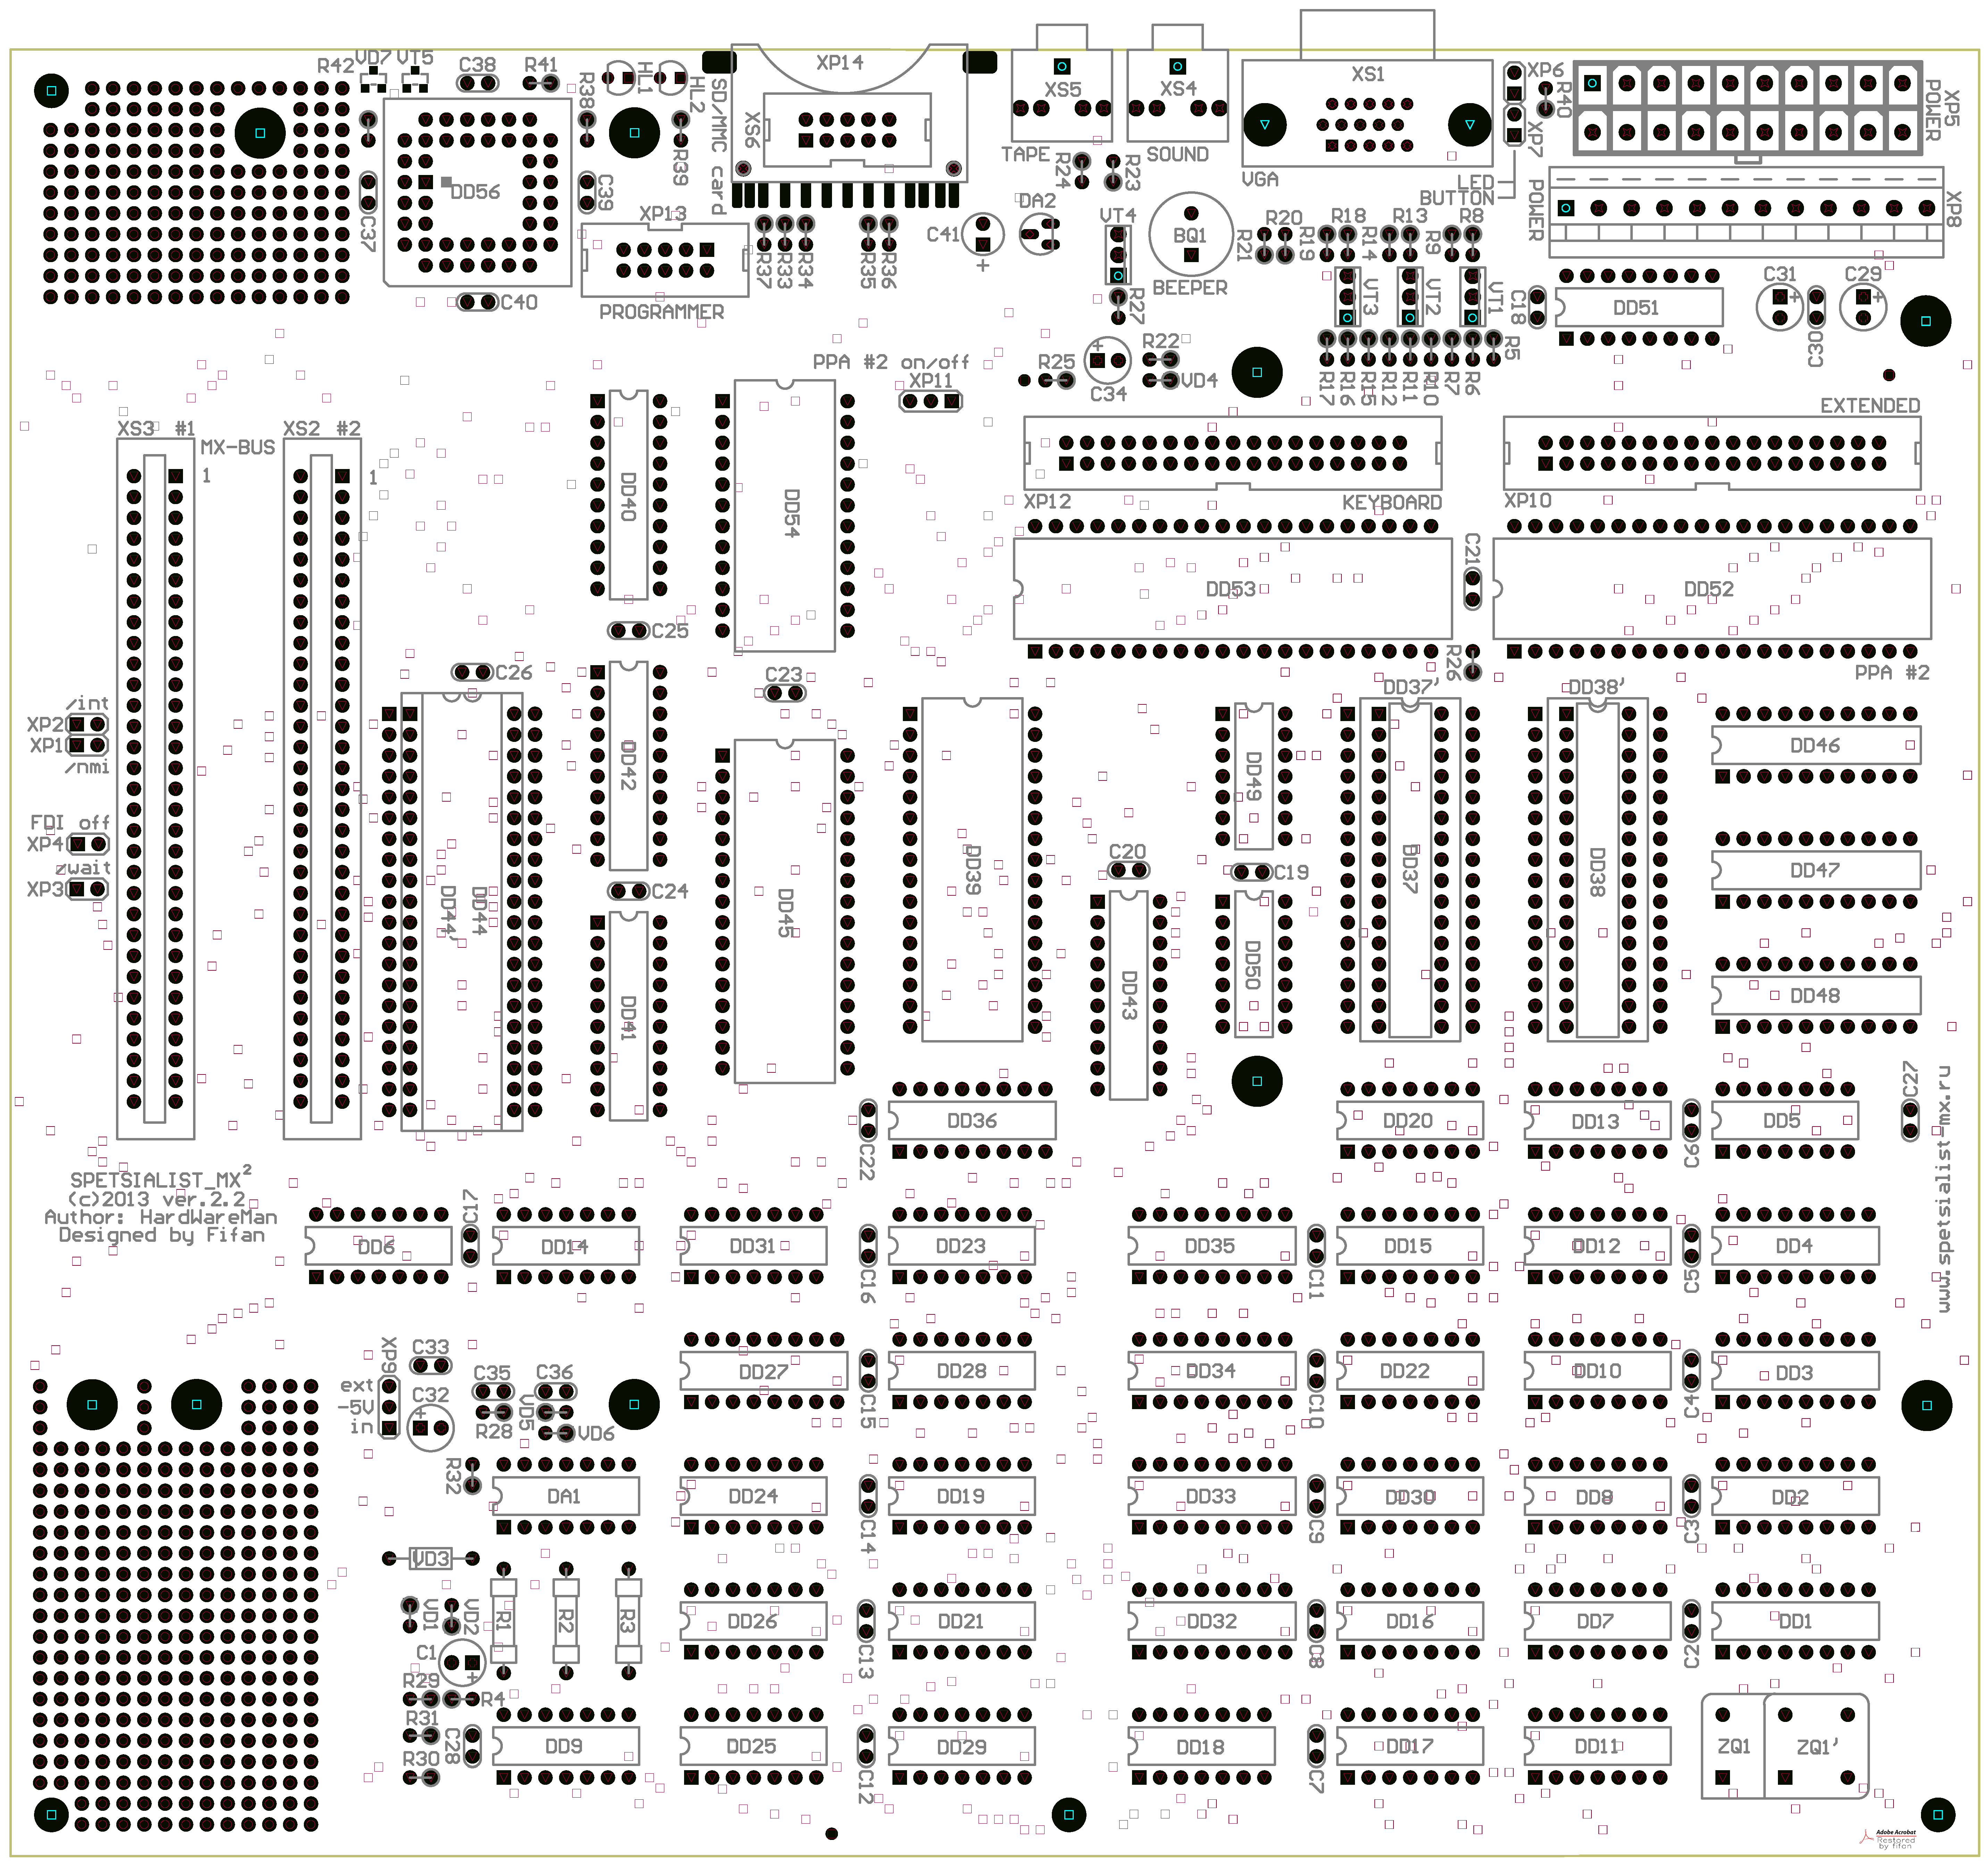 VD7 VT5
R42
C38
R41
R38
HL1
HL2
SD/MMC card
XP14
XS6
XS5
XS4
XS1
XP6
R40
XP7
XP5
POWER
TAPE
SOUND
VGA
LED
BUTTON
R24
R23
R39
C39
C37
DD56
XP13
PROGRAMMER
C40
R37
R33
R34
R35
R36
C41
+
DA2
VT4
BQ1
BEEPER
R27
R21
R20
R19
R18
R14
R13
R9
R8
POWER
XP8
VT3
VT2
VT1
C18
DD51
C31
+
C30
C29
+
R5
R17
R16
R15
R12
R11
R10
R7
R6
PPA #2 on/off
XP11
R25
+
C34
R22
VD4
EXTENDED
XS3 #1
MX-BUS
XS2 #2
1
1
DD40
DD54
XP12
KEYBOARD
XP10
DD53
C21
DD52
R26
PPA #2
C25
C26
C23
/int
XP2
XP1
/nmi
FDI off
XP4
/wait
XP3
DD42
DD44'
DD44
C24
DD41
DD45
DD39
C20
DD43
DD49
C19
DD50
DD37'
DD37
DD38'
DD38
DD46
DD47
DD48
C22
DD36
DD20
DD13
C6
DD5
C27
www.spetsialist-mx.ru
SPETSIALIST_MX2
(c)2013 ver.2.2
Author: HardWareMan
Designed by Fifan
DD6
C17
DD14
DD31
C16
DD23
DD35
C11
DD15
DD12
C5
DD4
XP9
ext
-5V
in
C33
C32
+
C35
C36
R28
VD5
VD6
DD27
C15
DD28
DD34
C10
DD22
DD10
C4
DD3
R32
DA1
DD24
C14
DD19
DD33
C9
DD30
DD8
C3
DD2
VD3
VD1
VD2
R1
R2
R3
C1
+
DD26
C13
DD21
DD32
C8
DD16
DD7
C2
DD1
R29
R4
R31
R30
C28
DD9
DD25
C12
DD29
DD18
C7
DD17
DD11
ZQ1
ZQ1'
Adobe Acrobat
Restored
by fifan